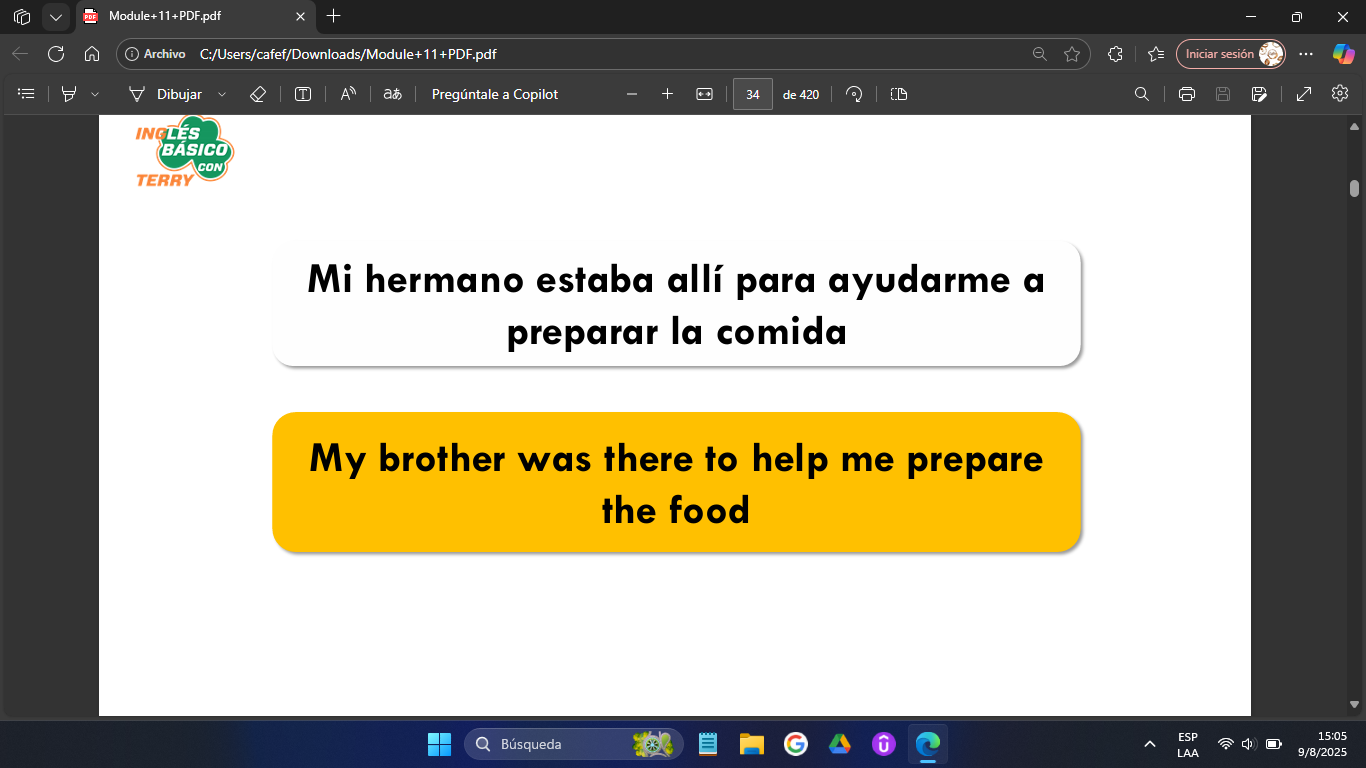 Module+11+PDF.pdf
Archivo C:/Users/cafef/Downloads/Module+11+PDF.pdf Iniciar sesión
Dibujar aあ Pregúntale a Copilot 34 de 420
INGLÉS
BÁSICO
CON
TERRY
Mi hermano estaba allí para ayudarme a
preparar la comida
My brother was there to help me prepare
the food
Búsqueda
ESP
LAA
15:05
9/8/2025